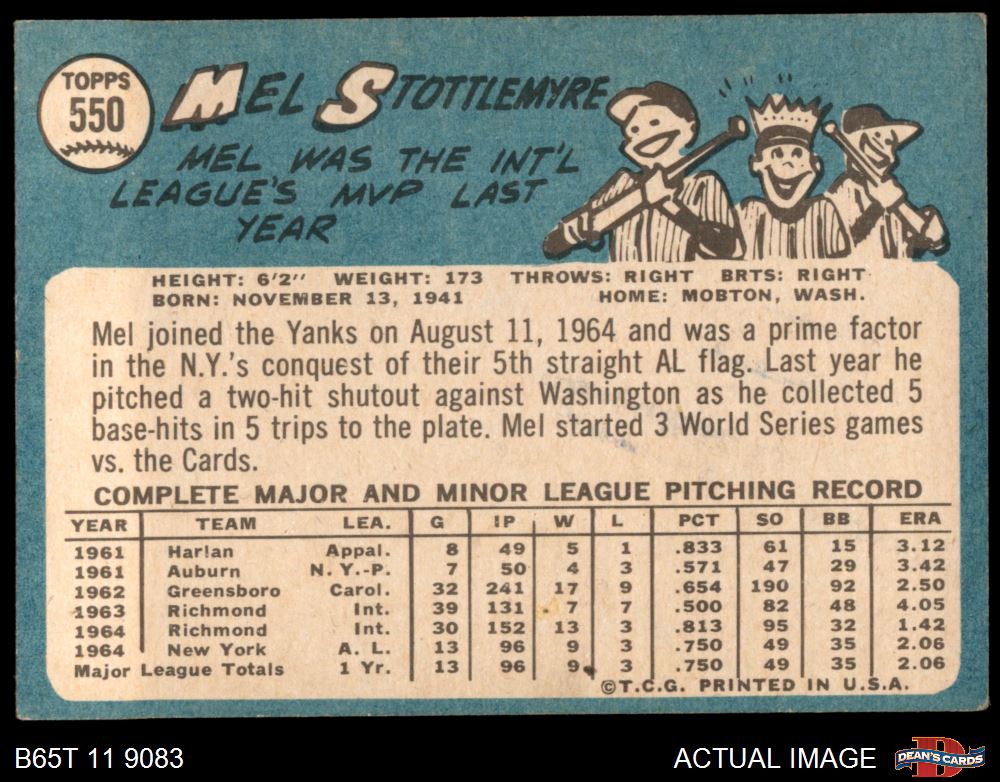 TOPPS
550
MEL STOTTLEMYRE
MEL WAS THE INT'L
LEAGUE'S MVP LAST
YEAR
HEIGHT: 6'2" WEIGHT: 173 THROWS: RIGHT BRTS: RIGHT
BORN: NOVEMBER 13, 1941 HOME: MOBTON, WASH.
Mel joined the Yanks on August 11, 1964 and was a prime factor
in the N.Y.'s conquest of their 5th straight AL flag. Last year he
pitched a two-hit shutout against Washington as he collected 5
base-hits in 5 trips to the plate. Mel started 3 World Series games
vs. the Cards.
COMPLETE MAJOR AND MINOR LEAGUE PITCHING RECORD
YEAR TEAM LEA. G IP W L PCT SO BB ERA
1961 Harlan Appal. 8 49 5 1 .833 61 15 3.12
1961 Auburn N.Y.-P. 7 50 4 3 .571 47 29 3.42
1962 Greensboro Carol. 32 241 17 9 .654 190 92 2.50
1963 Richmond Int. 39 131 7 7 .500 82 48 4.05
1964 Richmond Int. 30 152 13 3 .813 95 32 1.42
1964 New York A. L. 13 96 9 3 .750 49 35 2.06
Major League Totals 1 Yr. 13 96 9 3 .750 49 35 2.06
©T.C.G. PRINTED IN U.S.A.
B65T 11 9083 ACTUAL IMAGE DEAN'S CARDS